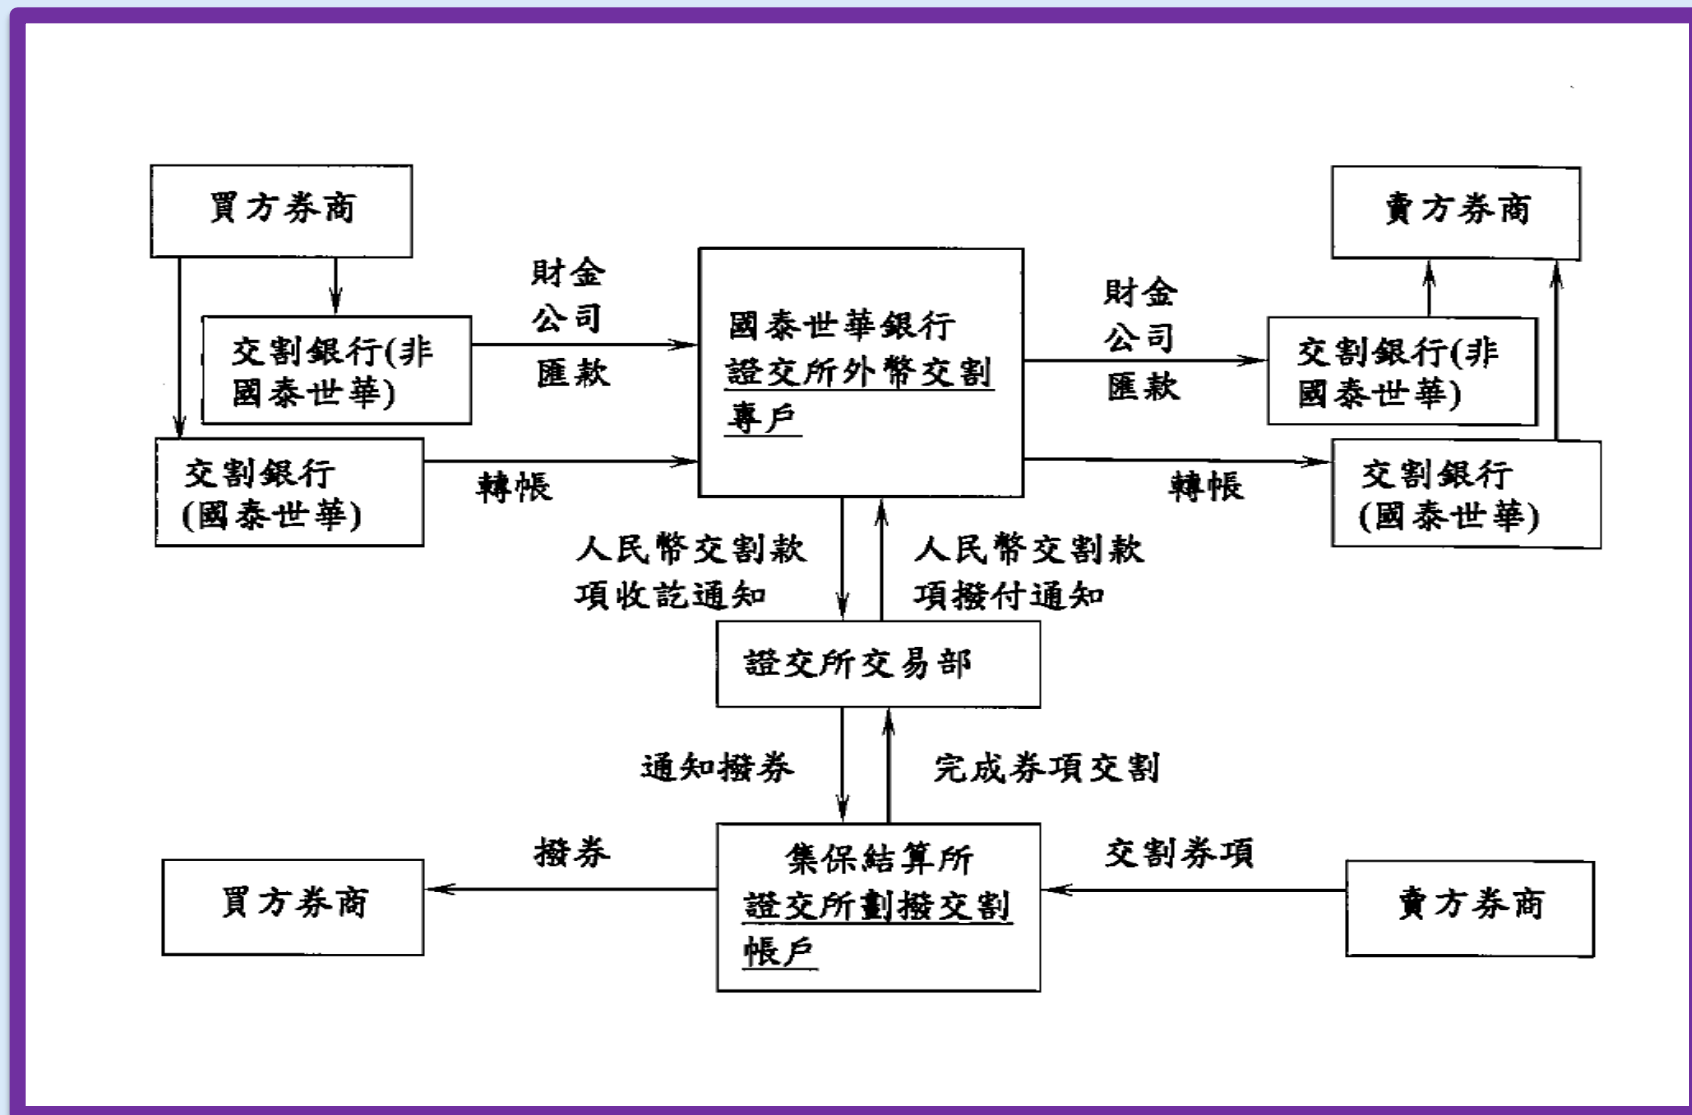 買方券商
賣方券商
財金
公司
匯款
國泰世華銀行
證交所外幣交割
專戶
財金
公司
匯款
交割銀行(非
國泰世華)
交割銀行(非
國泰世華)
交割銀行
(國泰世華)
轉帳
轉帳
交割銀行
(國泰世華)
人民幣交割款
項收訖通知
人民幣交割款
項撥付通知
證交所交易部
通知撥券
完成券項交割
撥券
集保結算所
證交所劃撥交割
帳戶
交割券項
買方券商
賣方券商